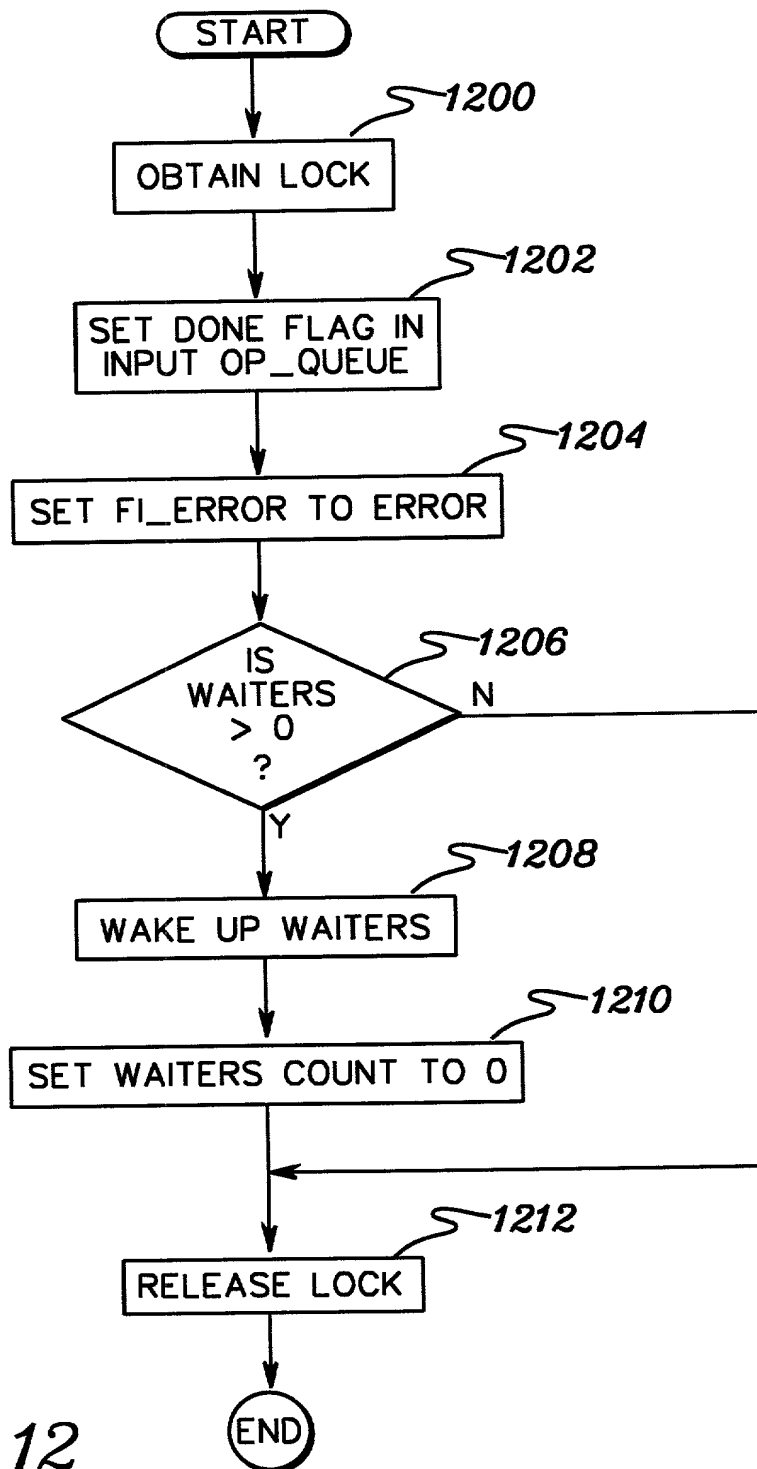 START
1200
OBTAIN LOCK
1202
SET DONE FLAG IN
INPUT OP_QUEUE
1204
SET FI_ERROR TO ERROR
1206
IS
WAITERS
> 0
?
N
Y
1208
WAKE UP WAITERS
1210
SET WAITERS COUNT TO 0
1212
RELEASE LOCK
END
12